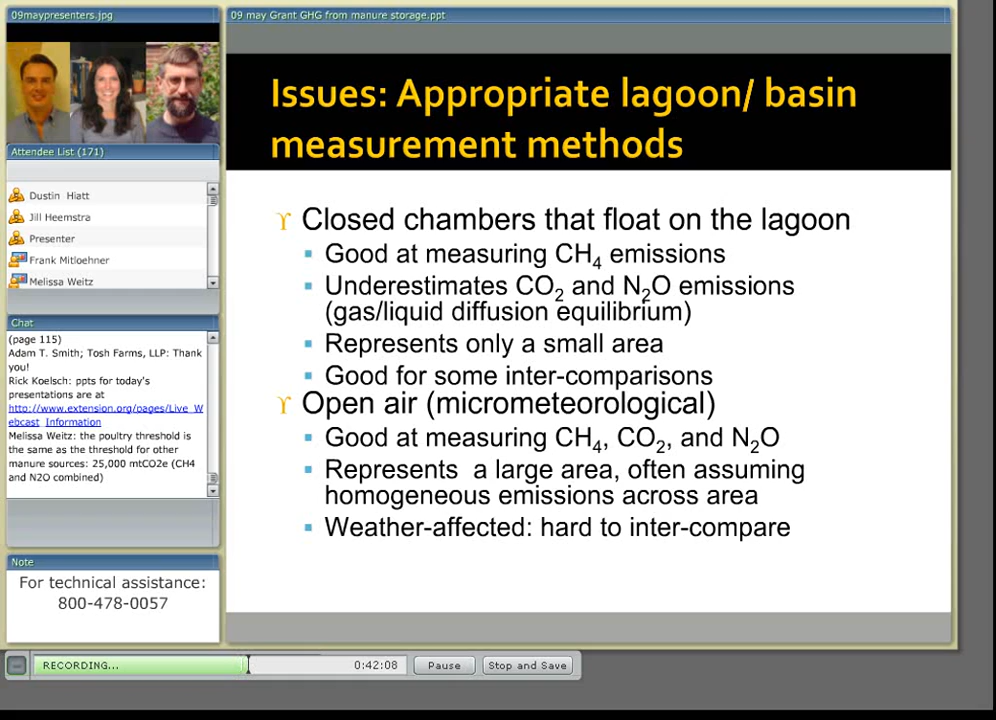 09maypresenters.jpg
Attendee List (171)
Dustin Hiatt
Jill Heemstra
Presenter
Frank Mitloehner
Melissa Weitz
Chat
(page 115)
Adam T. Smith; Tosh Farms, LLP: Thank
you!
Rick Koelsch: ppts for today's
presentations are at
http://www.extension.org/pages/Live_W
ebcast_Information
Melissa Weitz: the poultry threshold is
the same as the threshold for other
manure sources: 25,000 mtCO2e (CH4
and N2O combined)
Note
For technical assistance:
800-478-0057
09 may Grant GHG from manure storage.ppt
Issues: Appropriate lagoon/ basin
measurement methods
Closed chambers that float on the lagoon
Good at measuring CH4 emissions
Underestimates CO2 and N2O emissions
(gas/liquid diffusion equilibrium)
Represents only a small area
Good for some inter-comparisons
Open air (micrometeorological)
Good at measuring CH4, CO2, and N2O
Represents a large area, often assuming
homogeneous emissions across area
Weather-affected: hard to inter-compare
RECORDING...
0:42:08
Pause
Stop and Save